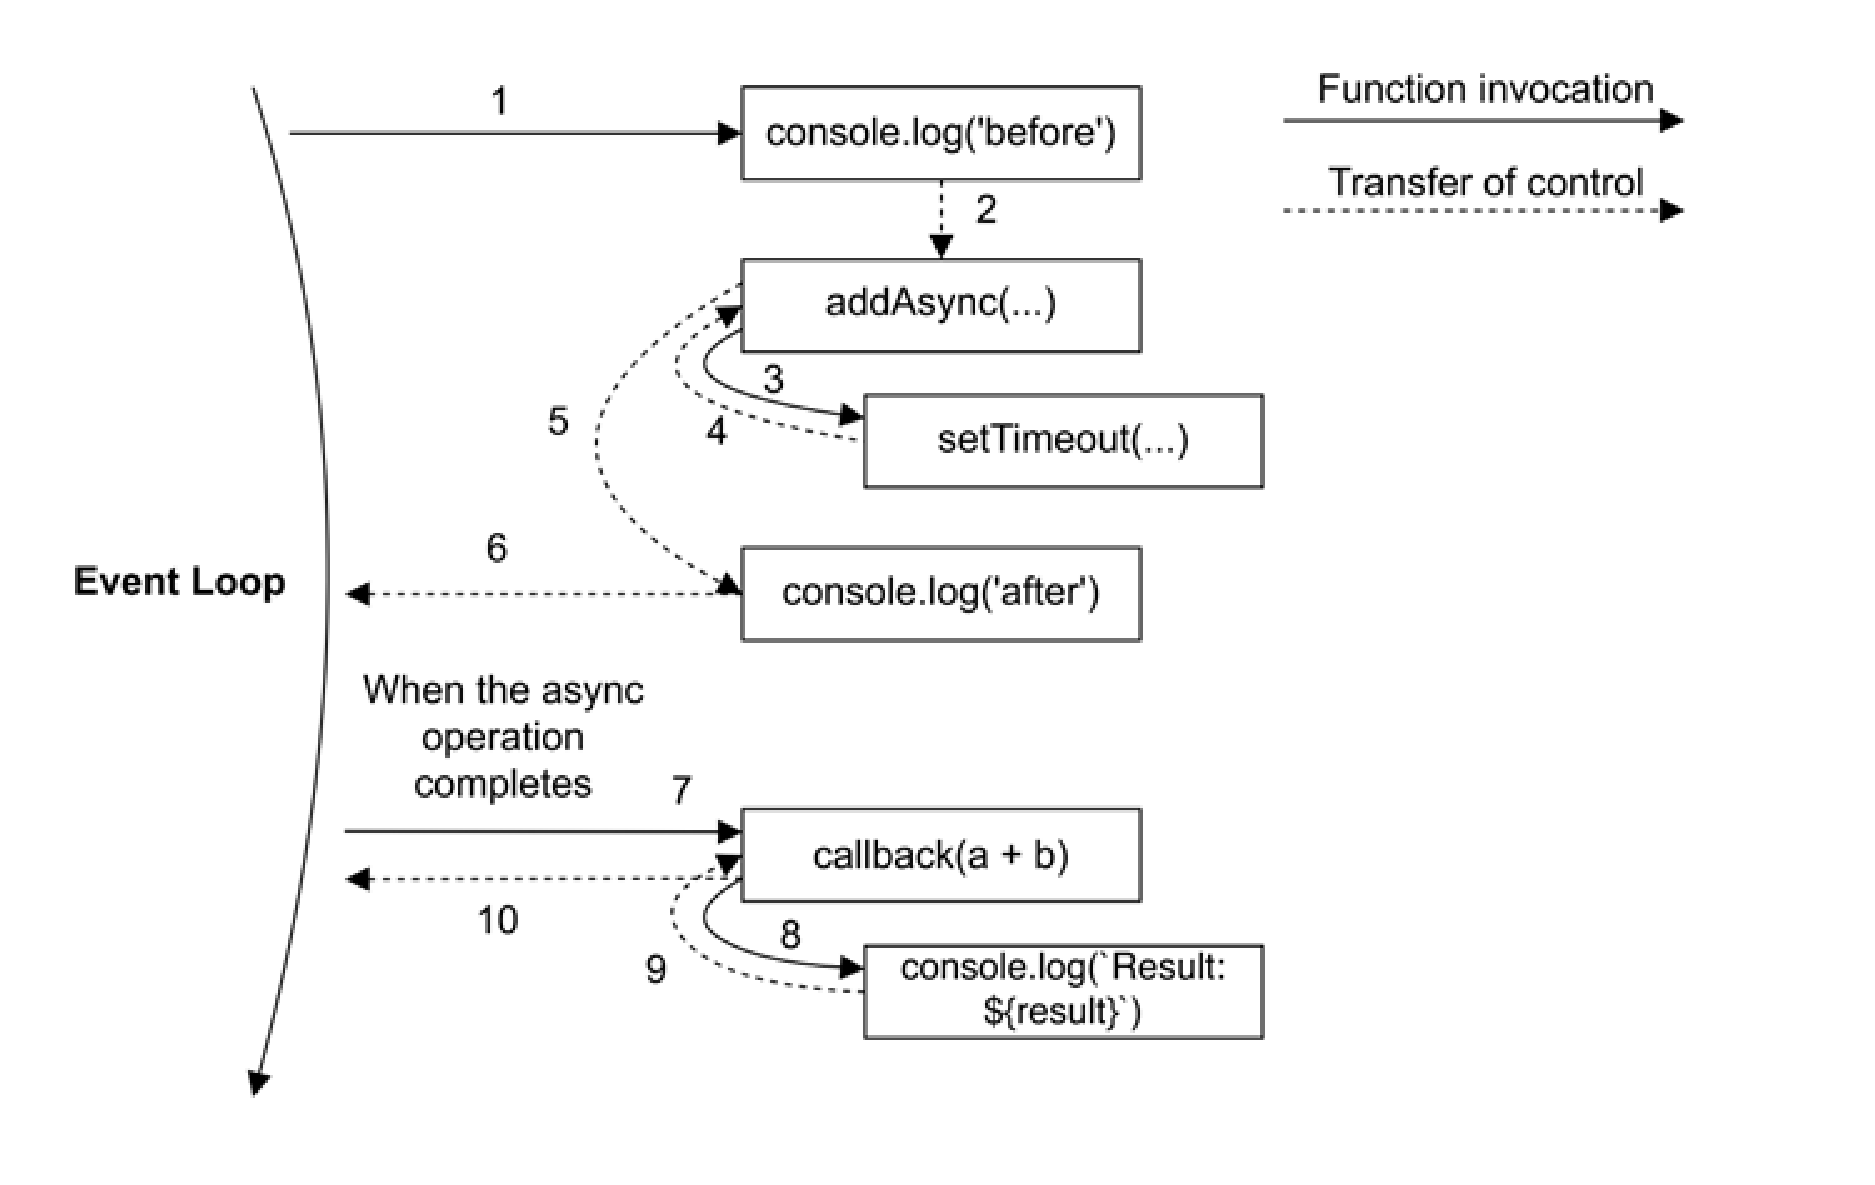 1
console.log('before')
Function invocation
Transfer of control
2
addAsync(...)
3
4
setTimeout(...)
5
6
console.log('after')
Event Loop
When the async
operation
completes
7
callback(a + b)
10
8
9
console.log(`Result:
${result}`)